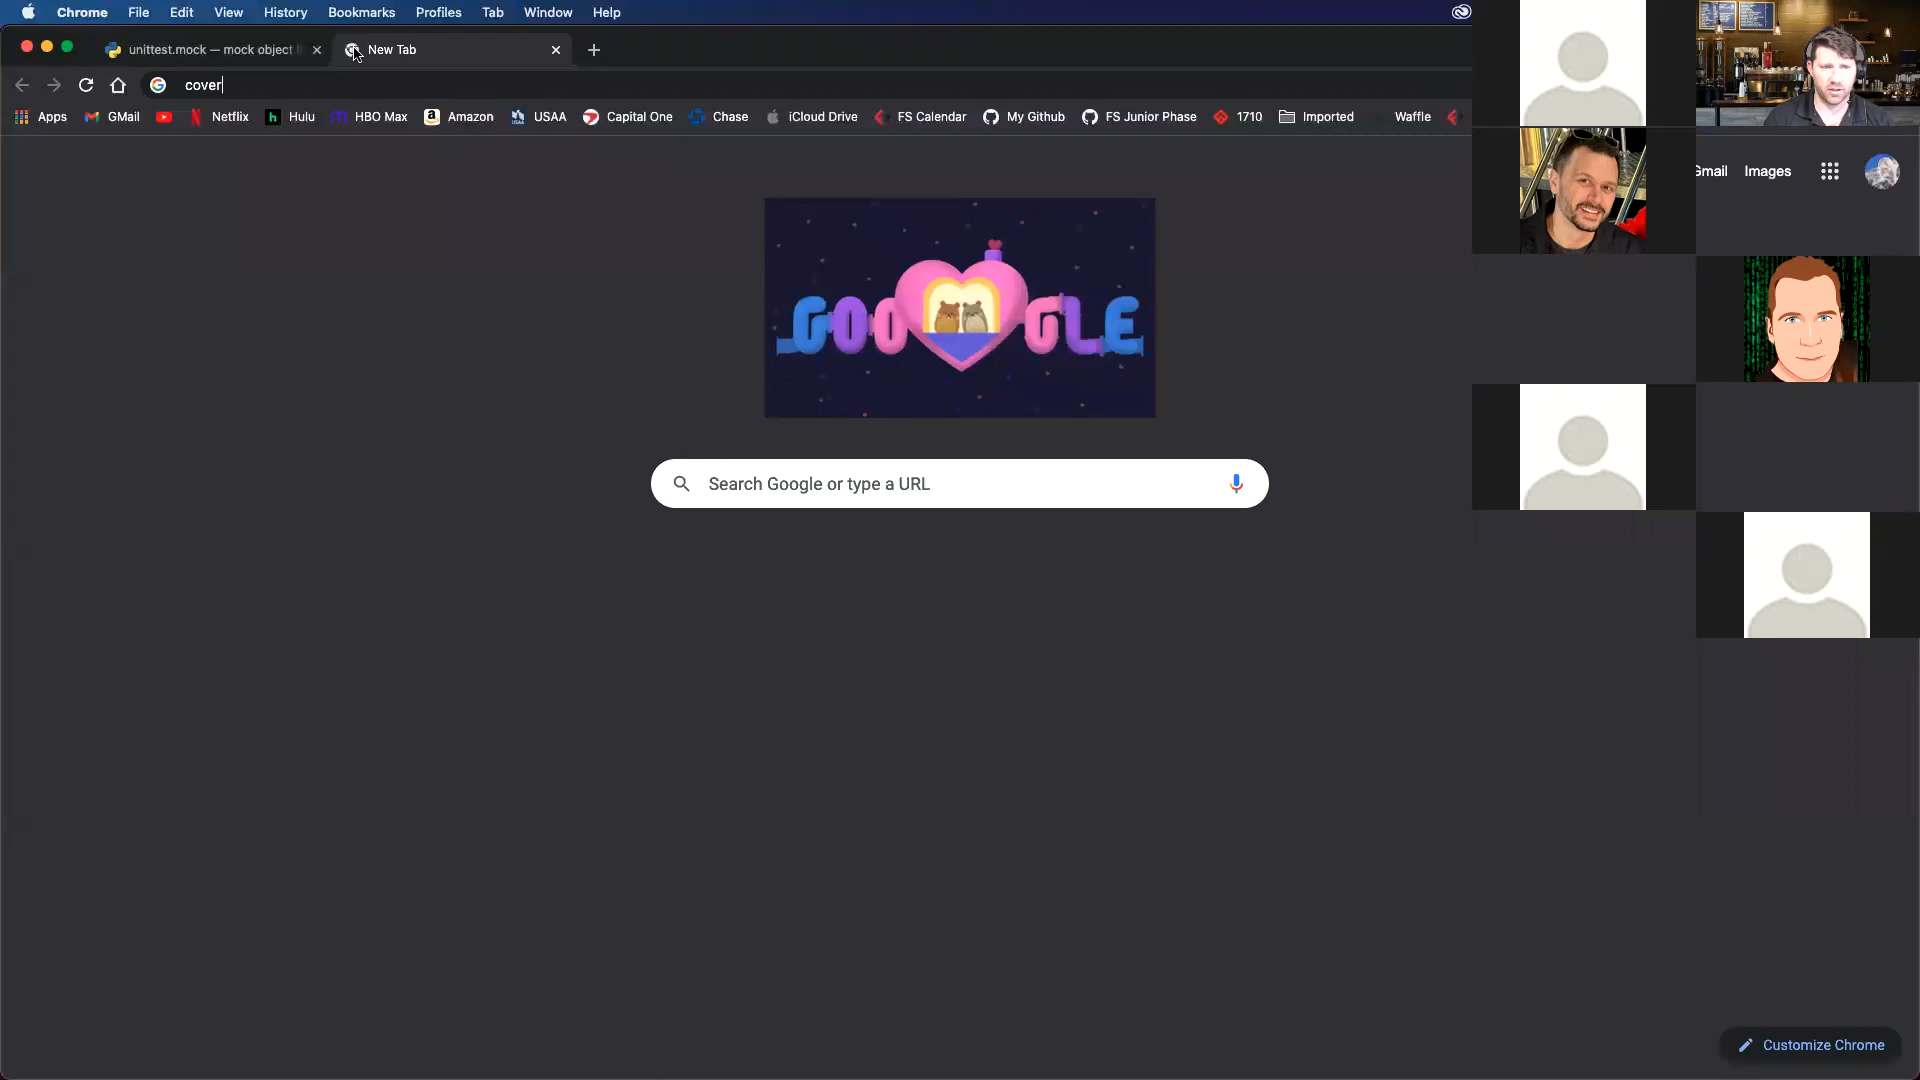 Chrome File Edit View History Bookmarks Profiles Tab Window Help
unittest.mock — mock object New Tab
cover
Apps GMail Netflix Hulu HBO Max Amazon USAA Capital One Chase iCloud Drive FS Calendar My Github FS Junior Phase 1710 Imported Waffle
Gmail Images
GOOGLE
Search Google or type a URL
Customize Chrome